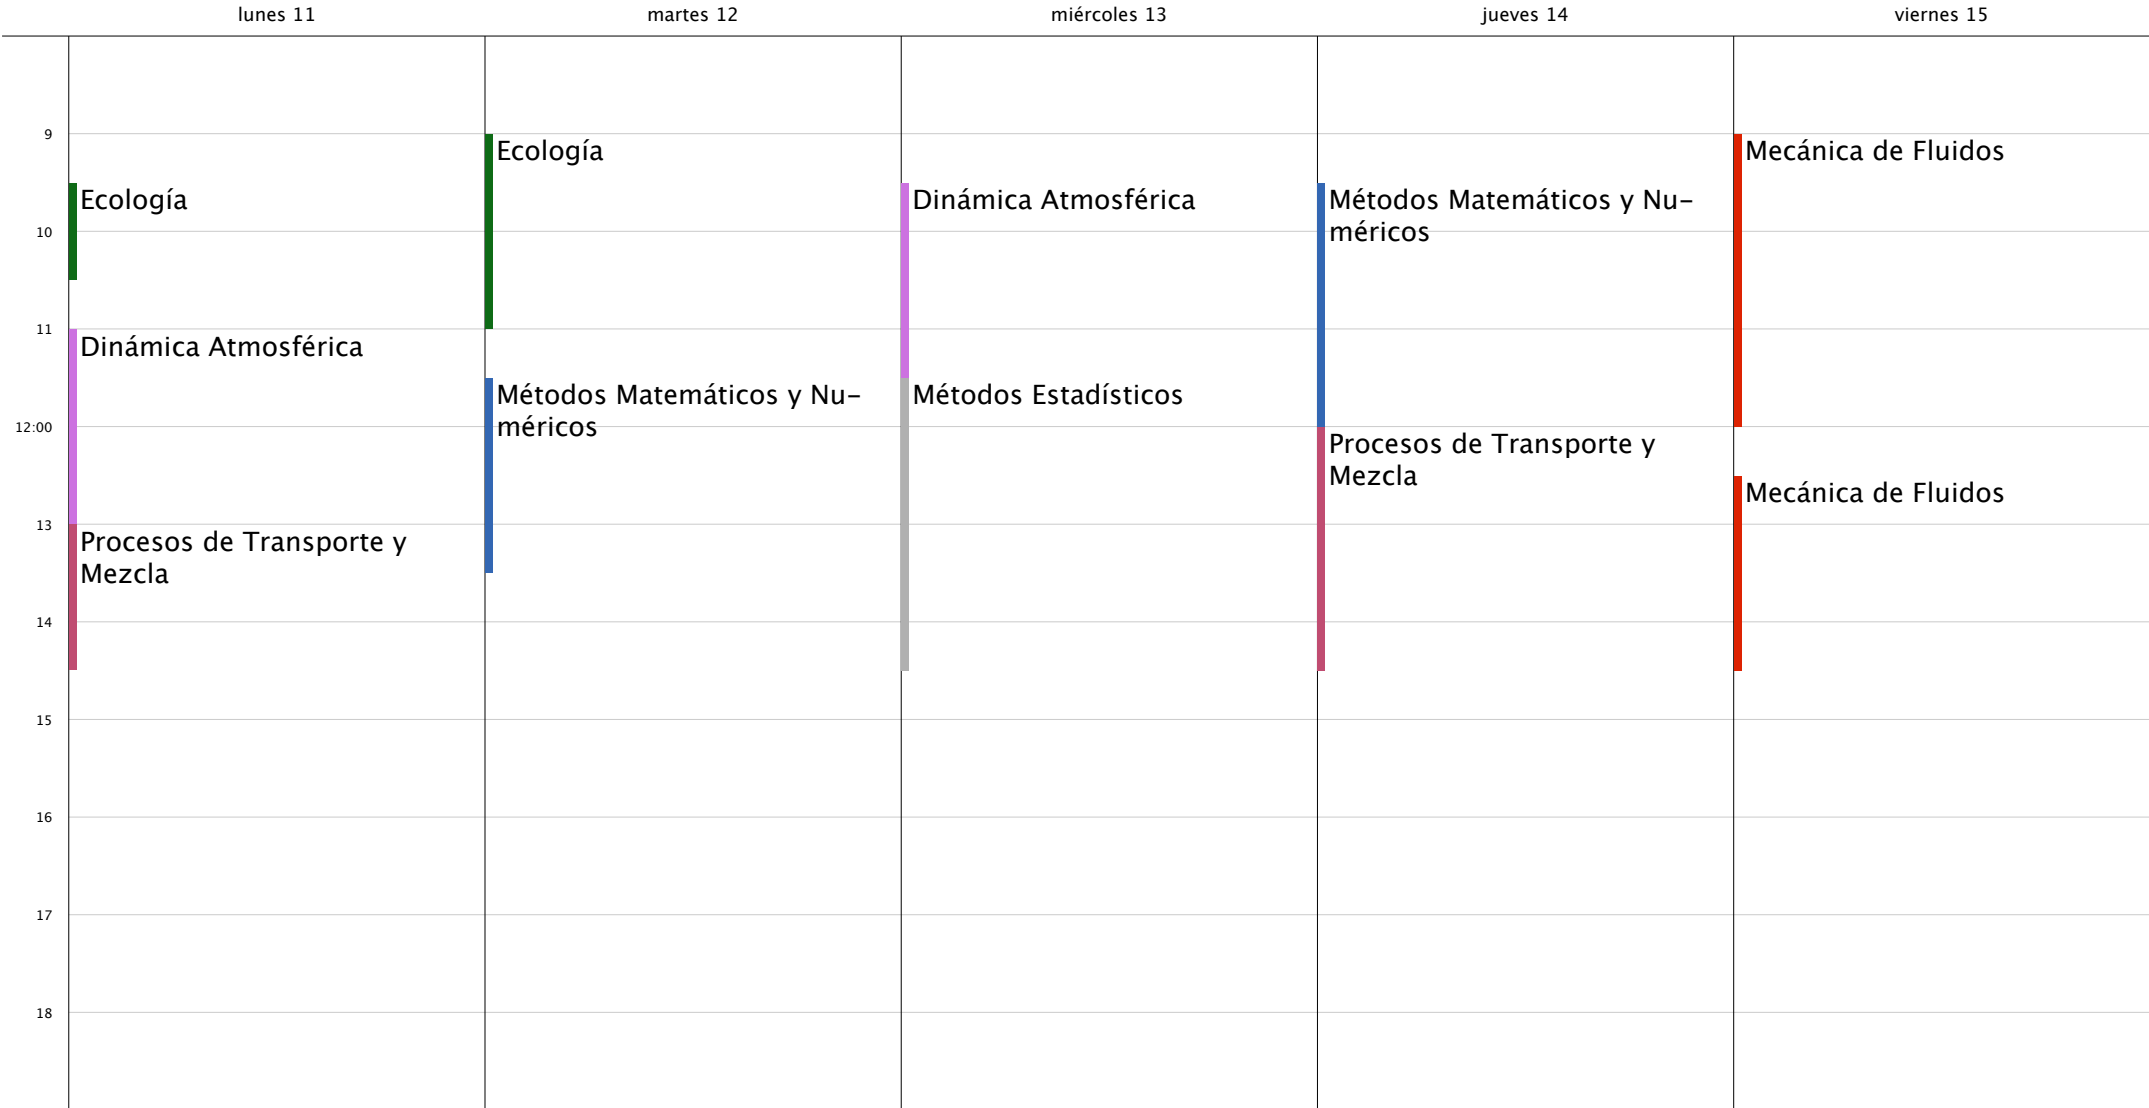 lunes 11
martes 12
miércoles 13
jueves 14
viernes 15
9
Ecología
Mecánica de Fluidos
Ecología
Dinámica Atmosférica
Métodos Matemáticos y Nu-
méricos
10
11
Dinámica Atmosférica
Métodos Matemáticos y Nu-
méricos
Métodos Estadísticos
12:00
Procesos de Transporte y
Mezcla
Mecánica de Fluidos
13
Procesos de Transporte y
Mezcla
14
15
16
17
18